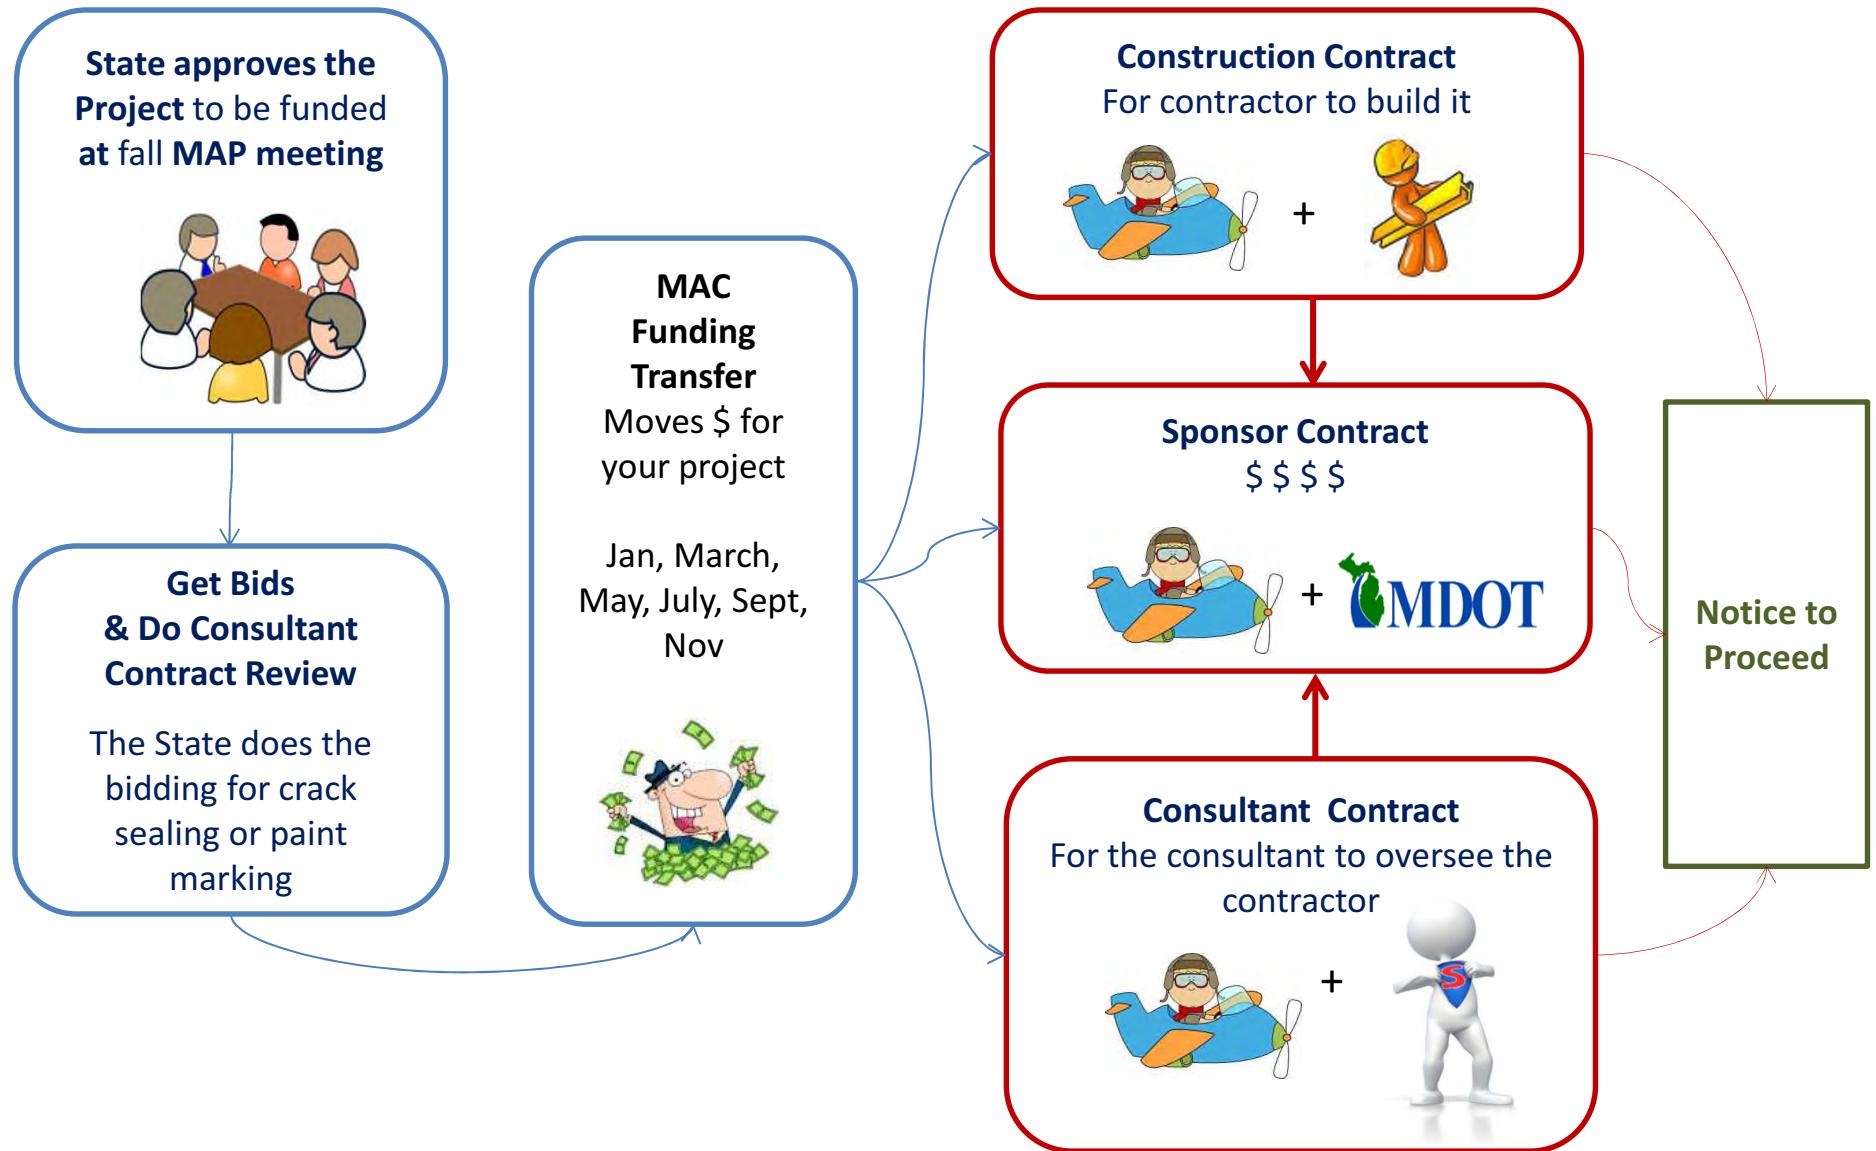 State approves the
Project to be funded
at fall MAP meeting
Get Bids
& Do Consultant
Contract Review
The State does the
bidding for crack
sealing or paint
marking
MAC
Funding
Transfer
Moves $ for
your project
Jan, March,
May, July, Sept,
Nov
Construction Contract
For contractor to build it
+
Sponsor Contract
$ $ $ $
+ MDOT
Consultant Contract
For the consultant to oversee the
contractor
+ S
Notice to
Proceed